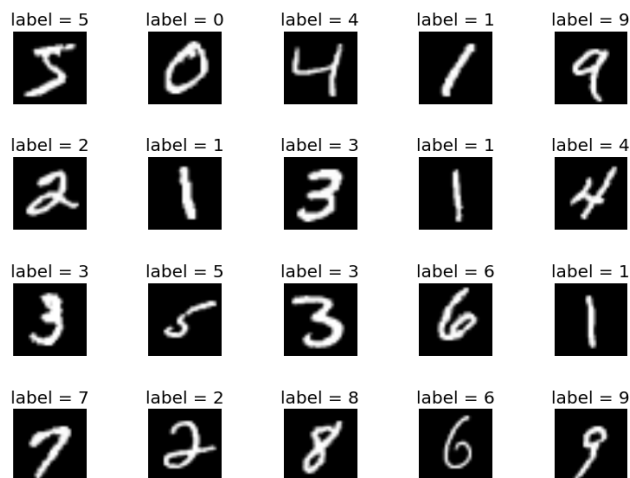 label = 5 label = 0 label = 4 label = 1 label = 9
5 0 4 1 9
label = 2 label = 1 label = 3 label = 1 label = 4
2 1 3 1 4
label = 3 label = 5 label = 3 label = 6 label = 1
3 5 3 6 1
label = 7 label = 2 label = 8 label = 6 label = 9
7 2 8 6 9